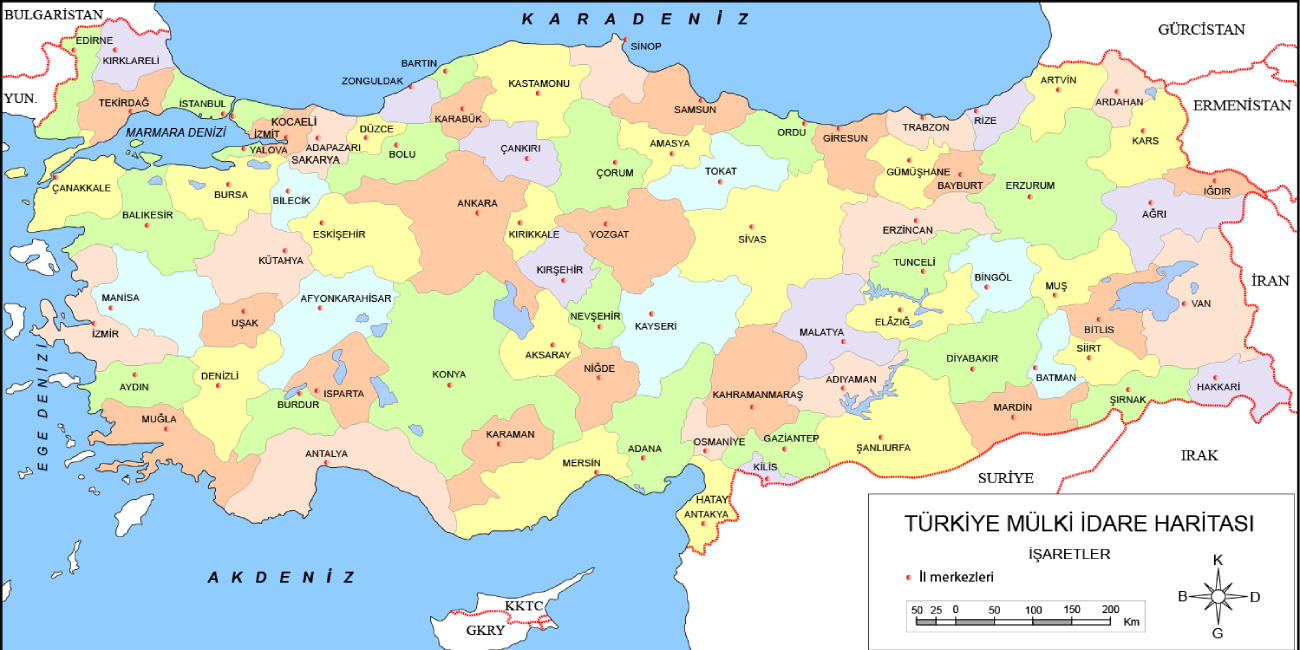 BULGARİSTAN
KARADENİZ
GÜRCİSTAN
EDİRNE
KIRKLARELİ
SİNOP
BARTIN
ZONGULDAK
KASTAMONU
ARTVİN
YUN.
TEKİRDAĞ
İSTANBUL
ARDAHAN
ERMENİSTAN
KARABÜK
SAMSUN
KOCAELİ
İZMİT
DÜZCE
ORDU
GİRESUN
TRABZON
RİZE
MARMARA DENİZİ
YALOVA
ADAPAZARI
SAKARYA
BOLU
ÇANKIRI
AMASYA
KARS
ÇORUM
TOKAT
GÜMÜŞHANE
BAYBURT
ERZURUM
IĞDIR
ÇANAKKALE
BURSA
BİLECİK
ANKARA
BALIKESİR
ESKİŞEHİR
KIRIKKALE
YOZGAT
SİVAS
ERZİNCAN
AĞRI
KÜTAHYA
KIRŞEHİR
TUNCELİ
BİNGÖL
MUŞ
İRAN
MANİSA
AFYONKARAHİSAR
VAN
UŞAK
NEVŞEHİR
KAYSERİ
MALATYA
ELÂZIĞ
BİTLİS
İZMİR
AKSARAY
SİİRT
DİYABAKIR
EGE DENİZİ
AYDIN
DENİZLİ
KONYA
NİĞDE
ADIYAMAN
BATMAN
HAKKARİ
ISPARTA
BURDUR
KAHRAMANMARAŞ
MARDİN
ŞIRNAK
MUĞLA
KARAMAN
OSMANİYE
GAZİANTEP
ŞANLIURFA
ANTALYA
MERSİN
ADANA
KİLİS
IRAK
SURİYE
HATAY
ANTAKYA
AKDENİZ
KKTC
GKRY
TÜRKİYE MÜLKİ İDARE HARİTASI
İŞARETLER
İl merkezleri
50 25 0 50 100 150 200
Km
K
B D
G